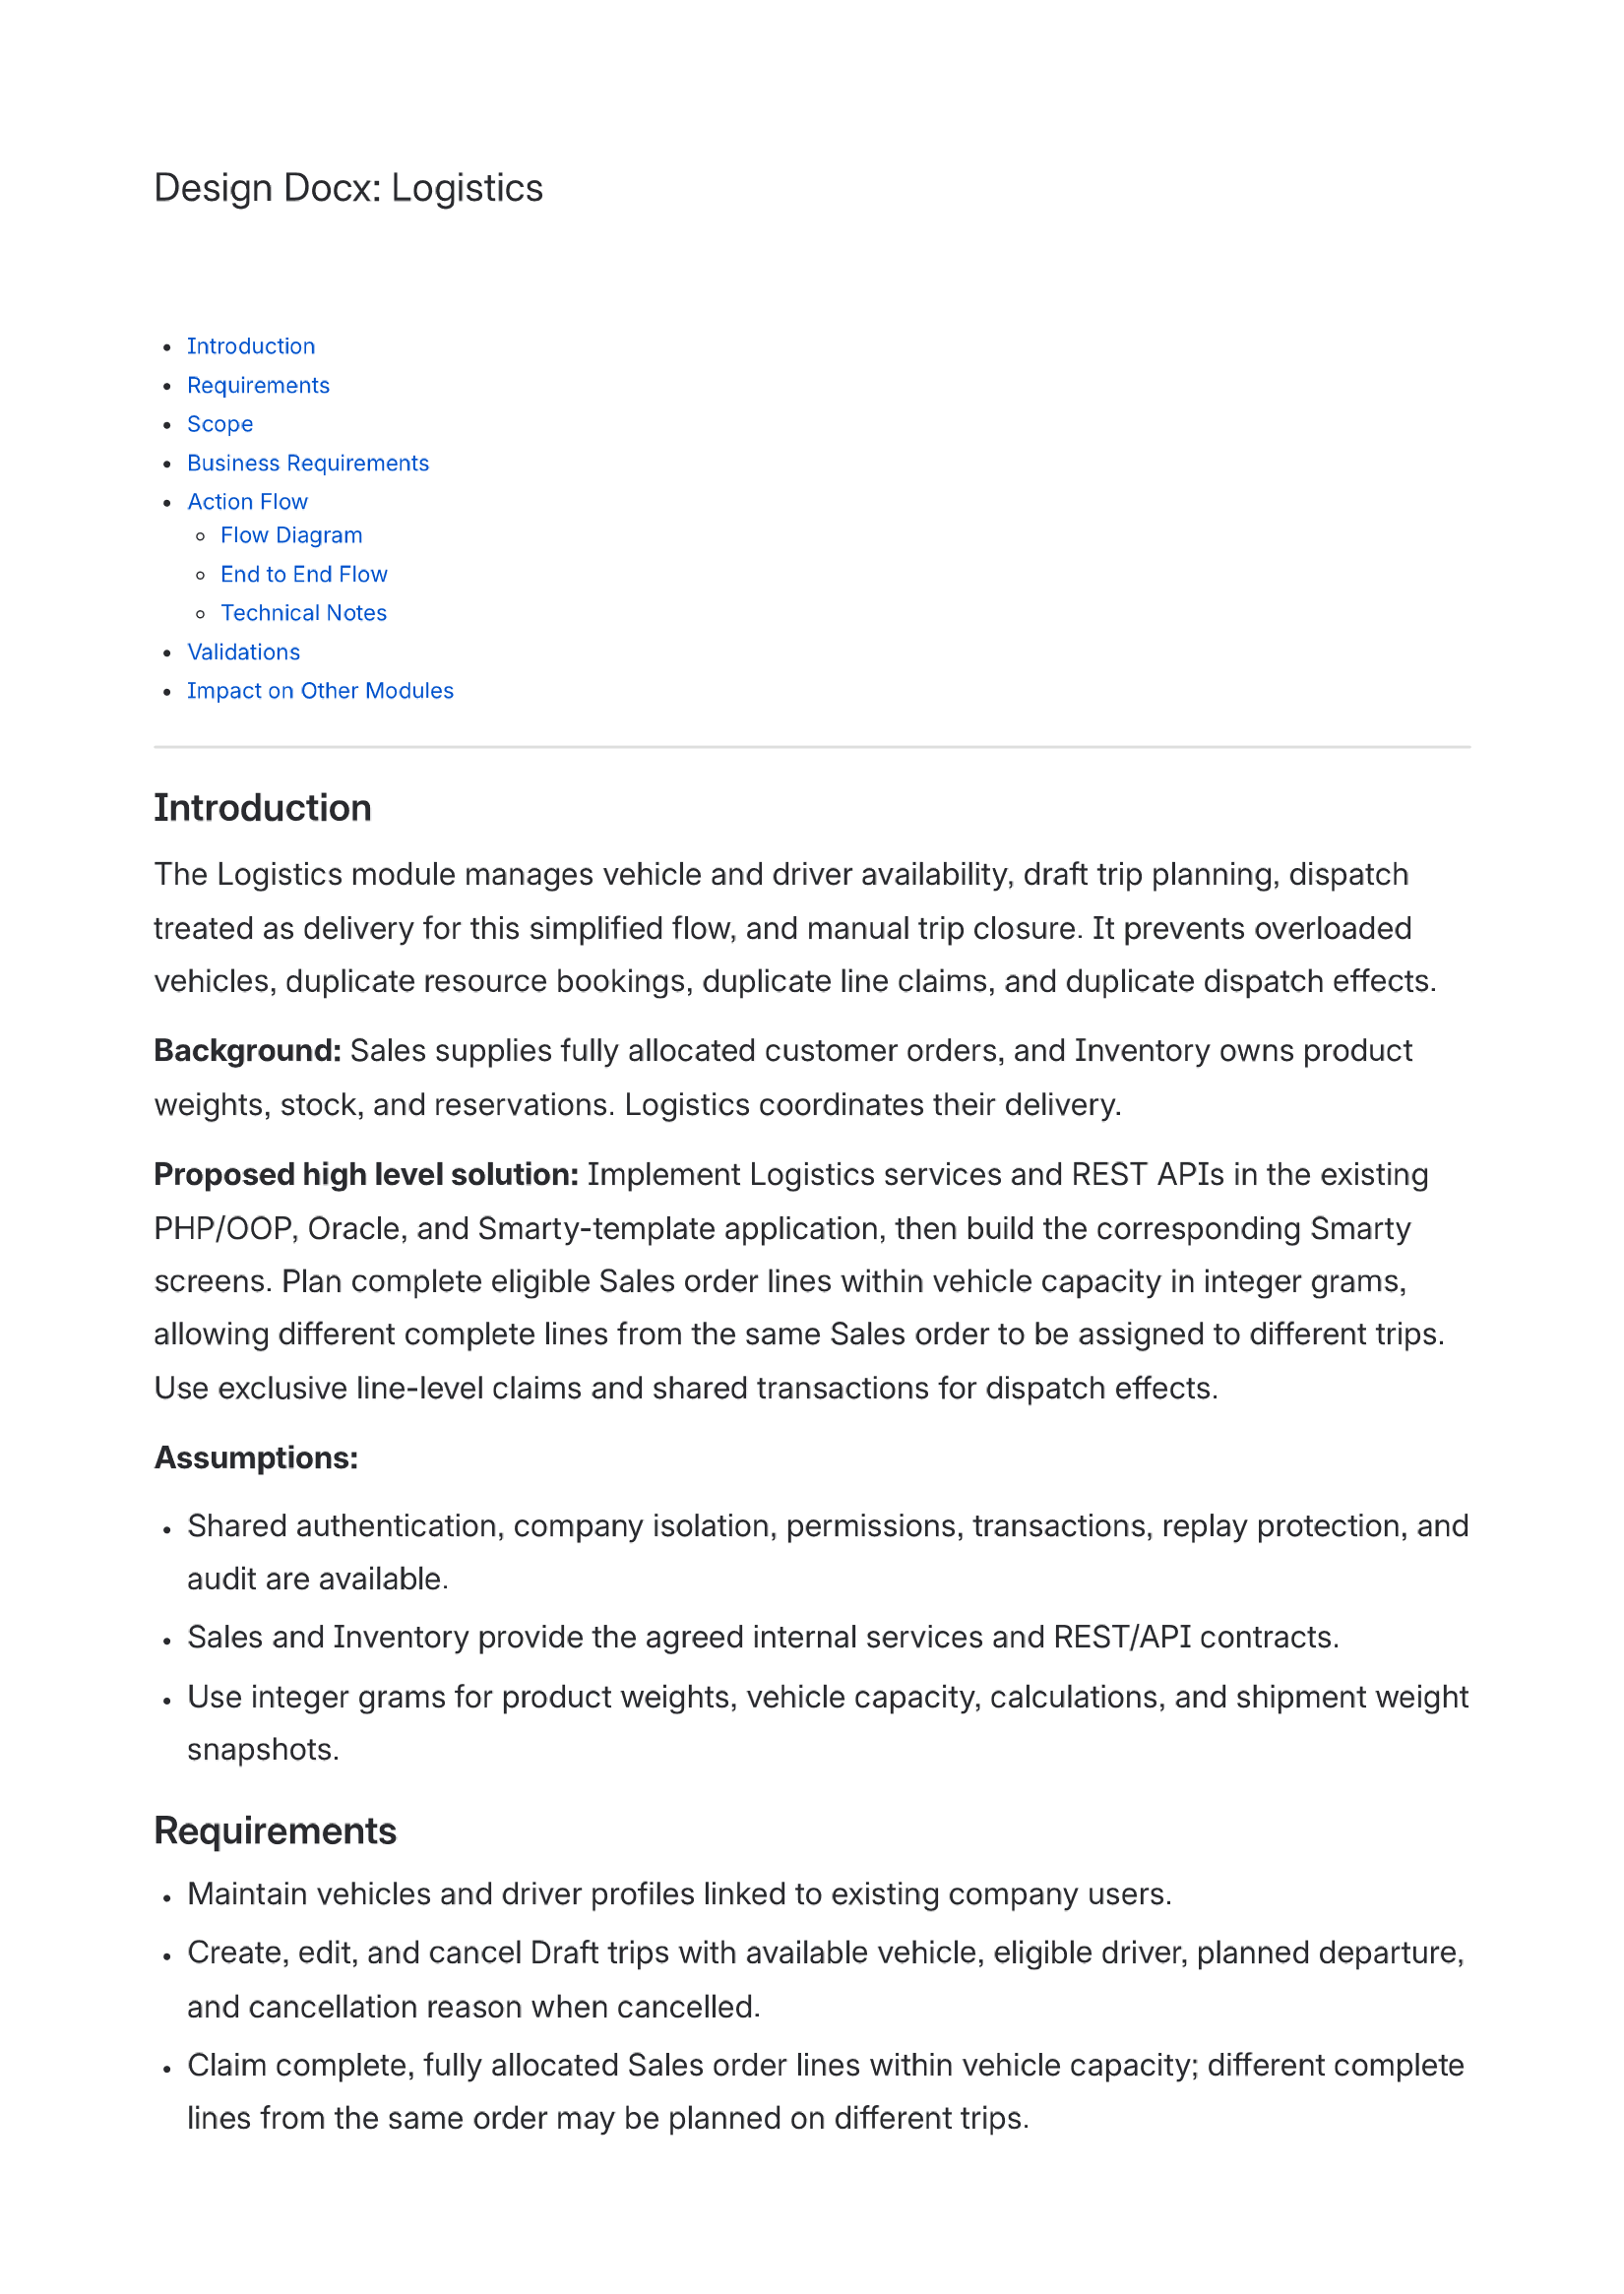 Design Docx: Logistics
Introduction
Requirements
Scope
Business Requirements
Action Flow
Flow Diagram
End to End Flow
Technical Notes
Validations
Impact on Other Modules
Introduction
The Logistics module manages vehicle and driver availability, draft trip planning, dispatch
treated as delivery for this simplified flow, and manual trip closure. It prevents overloaded
vehicles, duplicate resource bookings, duplicate line claims, and duplicate dispatch effects.
Background: Sales supplies fully allocated customer orders, and Inventory owns product
weights, stock, and reservations. Logistics coordinates their delivery.
Proposed high level solution: Implement Logistics services and REST APIs in the existing
PHP/OOP, Oracle, and Smarty-template application, then build the corresponding Smarty
screens. Plan complete eligible Sales order lines within vehicle capacity in integer grams,
allowing different complete lines from the same Sales order to be assigned to different trips.
Use exclusive line-level claims and shared transactions for dispatch effects.
Assumptions:
Shared authentication, company isolation, permissions, transactions, replay protection, and
audit are available.
Sales and Inventory provide the agreed internal services and REST/API contracts.
Use integer grams for product weights, vehicle capacity, calculations, and shipment weight
snapshots.
Requirements
Maintain vehicles and driver profiles linked to existing company users.
Create, edit, and cancel Draft trips with available vehicle, eligible driver, planned departure,
and cancellation reason when cancelled.
Claim complete, fully allocated Sales order lines within vehicle capacity; different complete
lines from the same order may be planned on different trips.